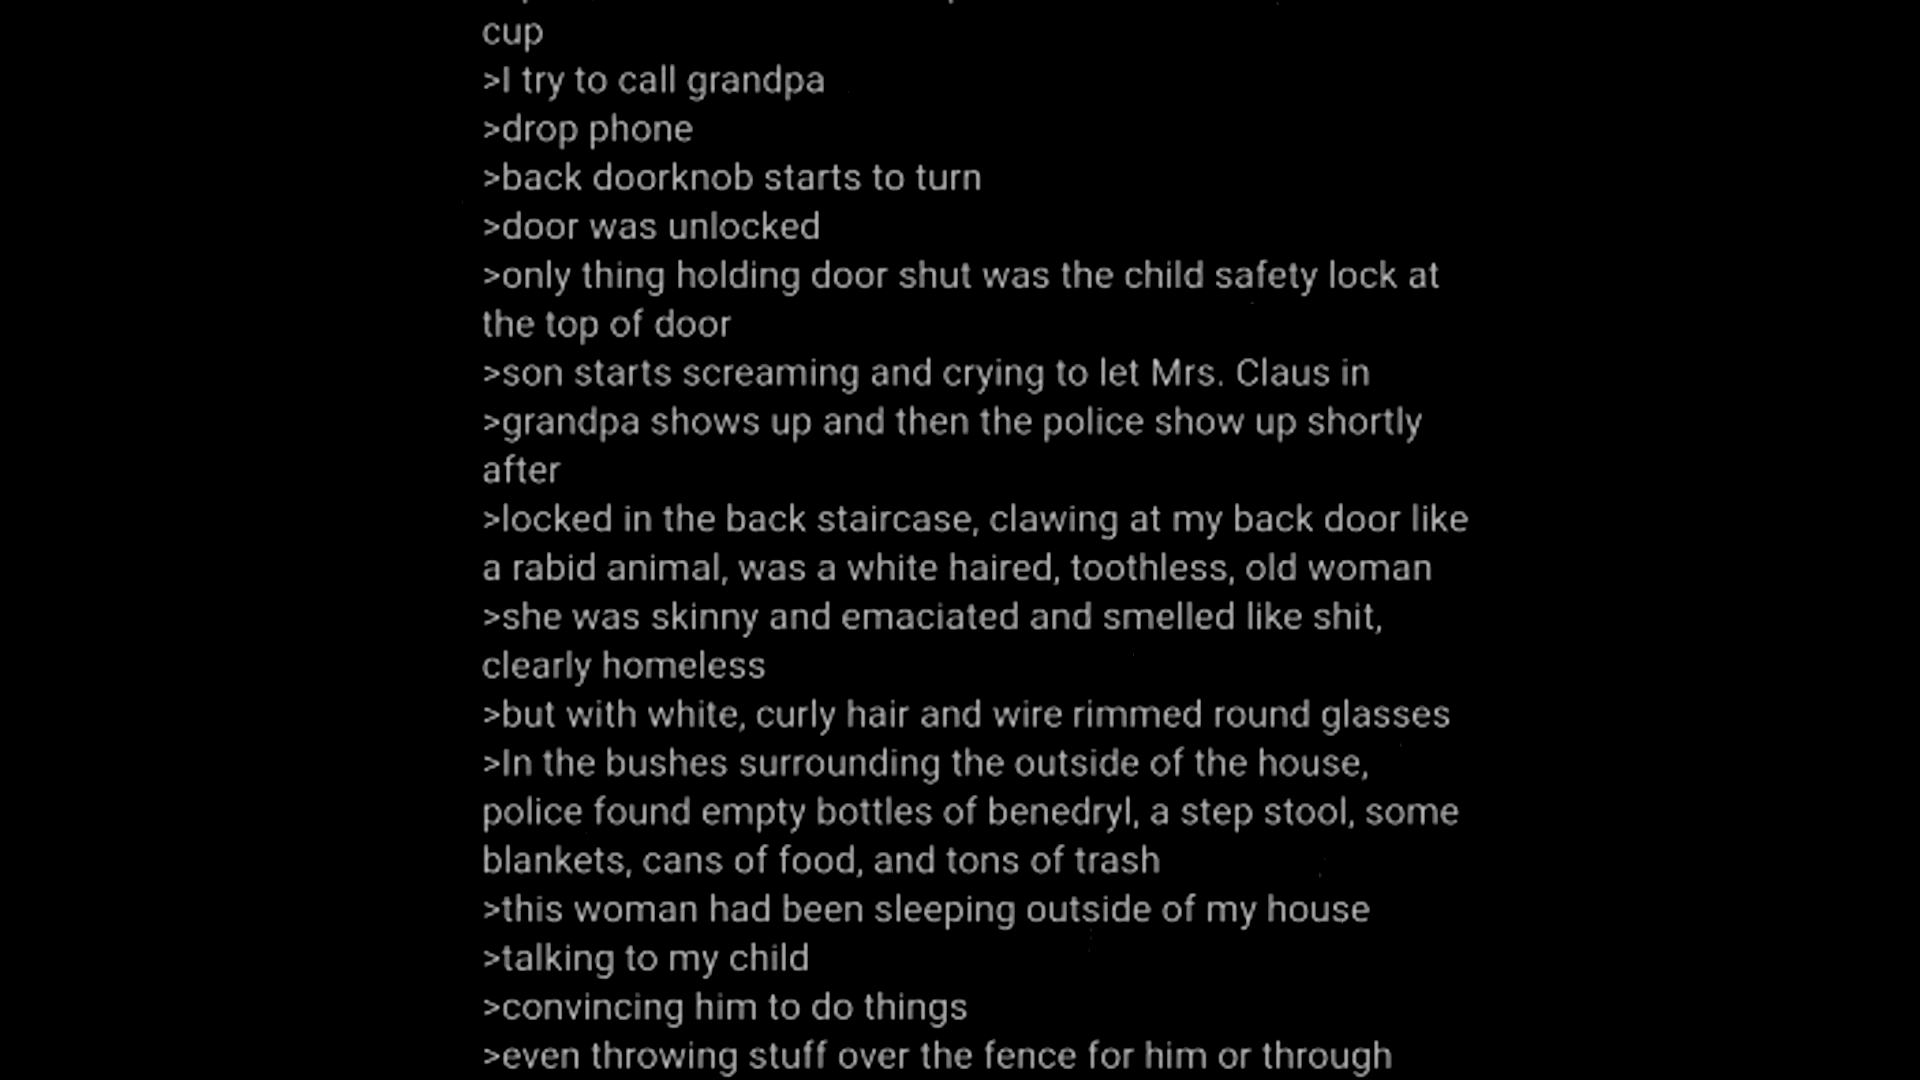 cup
>I try to call grandpa
>drop phone
>back doorknob starts to turn
>door was unlocked
>only thing holding door shut was the child safety lock at
the top of door
>son starts screaming and crying to let Mrs. Claus in
>grandpa shows up and then the police show up shortly
after
>locked in the back staircase, clawing at my back door like
a rabid animal, was a white haired, toothless, old woman
>she was skinny and emaciated and smelled like shit,
clearly homeless
>but with white, curly hair and wire rimmed round glasses
>In the bushes surrounding the outside of the house,
police found empty bottles of benedryl, a step stool, some
blankets, cans of food, and tons of trash
>this woman had been sleeping outside of my house
>talking to my child
>convincing him to do things
>even throwing stuff over the fence for him or through